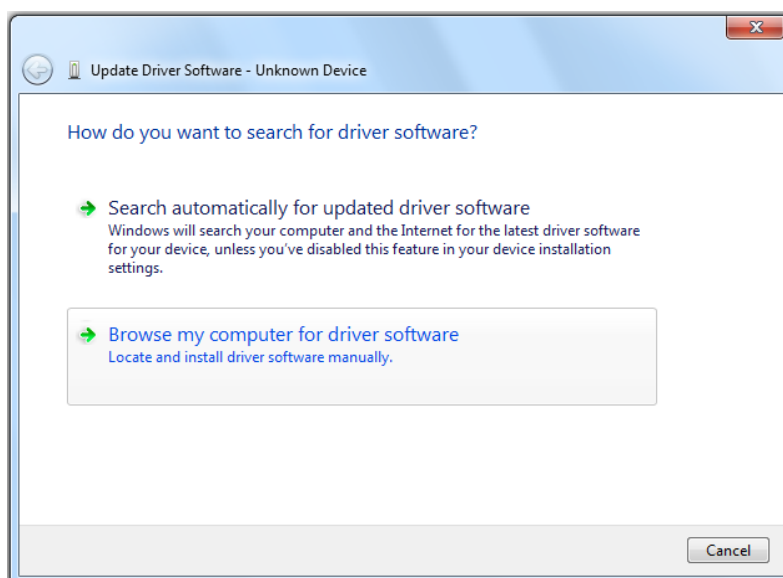 Update Driver Software - Unknown Device
How do you want to search for driver software?
Search automatically for updated driver software
Windows will search your computer and the Internet for the latest driver software
for your device, unless you've disabled this feature in your device installation
settings.
Browse my computer for driver software
Locate and install driver software manually.
Cancel